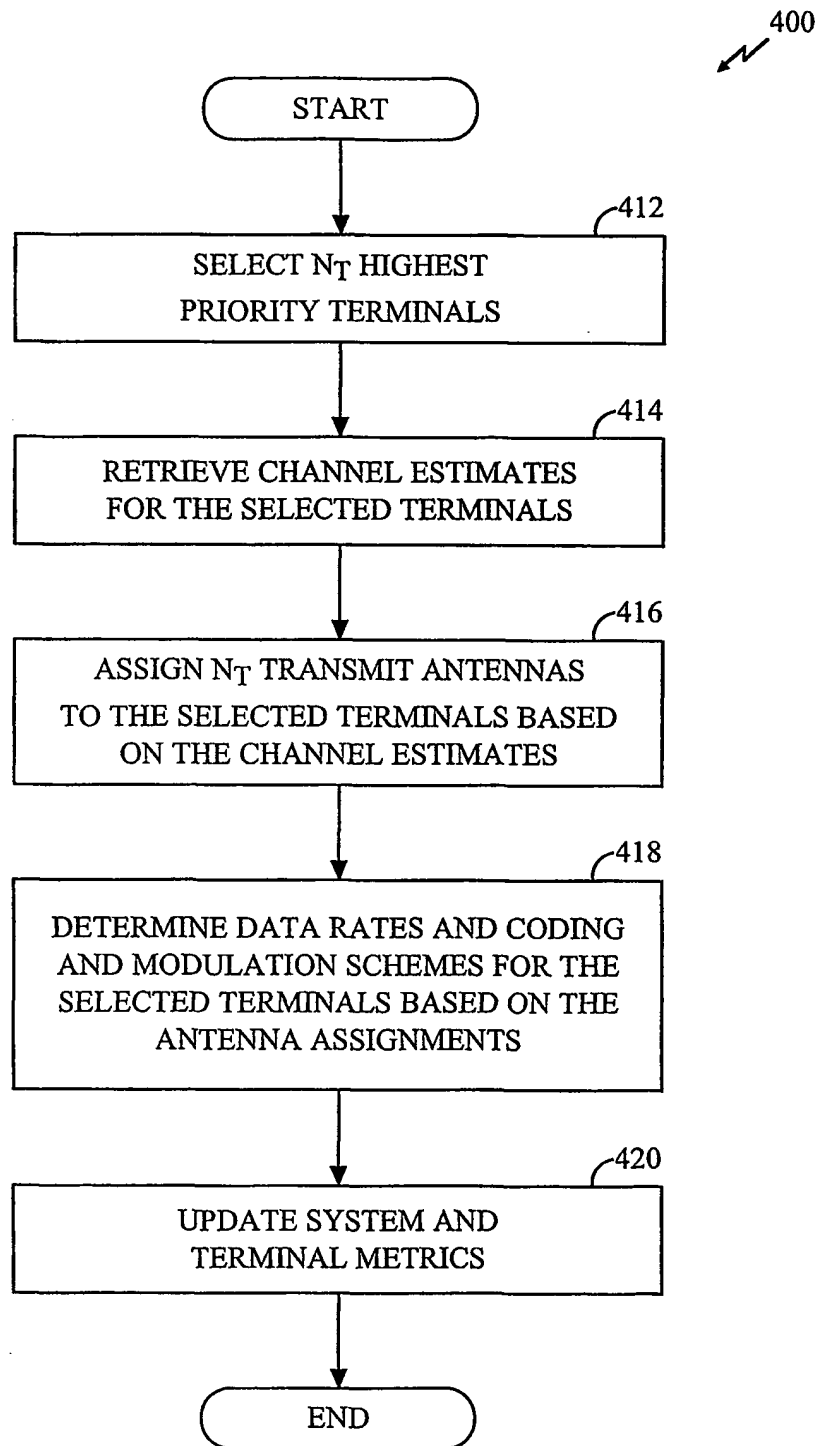 400
START
412
SELECT NT HIGHEST
PRIORITY TERMINALS
414
RETRIEVE CHANNEL ESTIMATES
FOR THE SELECTED TERMINALS
416
ASSIGN NT TRANSMIT ANTENNAS
TO THE SELECTED TERMINALS BASED
ON THE CHANNEL ESTIMATES
418
DETERMINE DATA RATES AND CODING
AND MODULATION SCHEMES FOR THE
SELECTED TERMINALS BASED ON THE
ANTENNA ASSIGNMENTS
420
UPDATE SYSTEM AND
TERMINAL METRICS
END